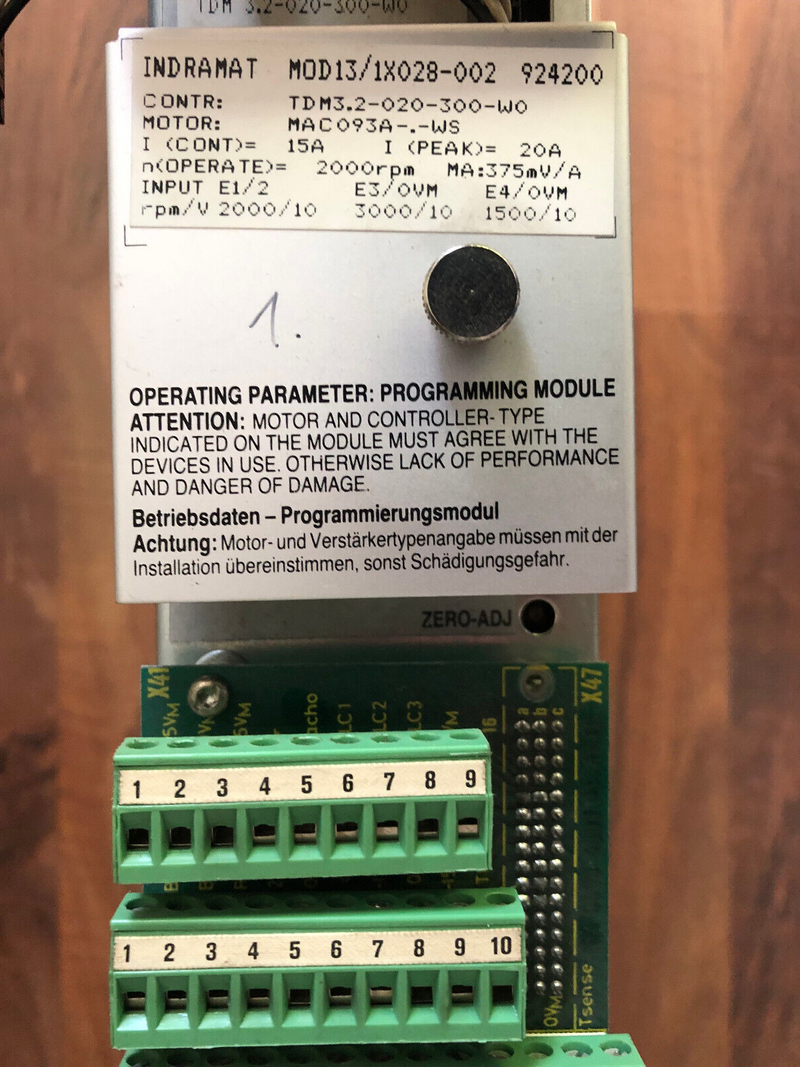 TDM 3.2-020-300-W0
INDRAMAT MOD13/1X028-002 924200
CONTR: TDM3.2-020-300-W0
MOTOR: MAC093A-.-WS
I (CONT)= 15A I (PEAK)= 20A
n(OPERATE)= 2000rpm MA:375mV/A
INPUT E1/2 E3/0VM E4/0VM
rpm/V 2000/10 3000/10 1500/10
1.
OPERATING PARAMETER: PROGRAMMING MODULE
ATTENTION: MOTOR AND CONTROLLER-TYPE
INDICATED ON THE MODULE MUST AGREE WITH THE
DEVICES IN USE. OTHERWISE LACK OF PERFORMANCE
AND DANGER OF DAMAGE.
Betriebsdaten – Programmierungsmodul
Achtung: Motor- und Verstärkertypenangabe müssen mit der
Installation übereinstimmen, sonst Schädigungsgefahr.
ZERO-ADJ
X41
X47
a b c
16
1 2 3 4 5 6 7 8 9
1 2 3 4 5 6 7 8 9 10
0VM
Tsense